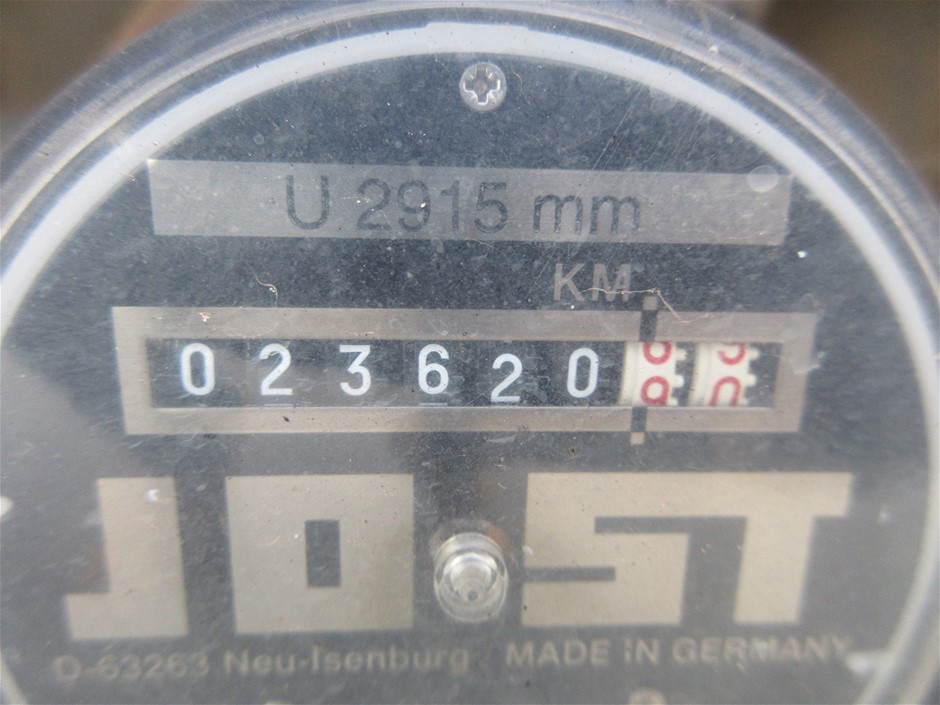 U 2915 mm
KM
023620
JOST
D-63263 Neu-Isenburg MADE IN GERMANY